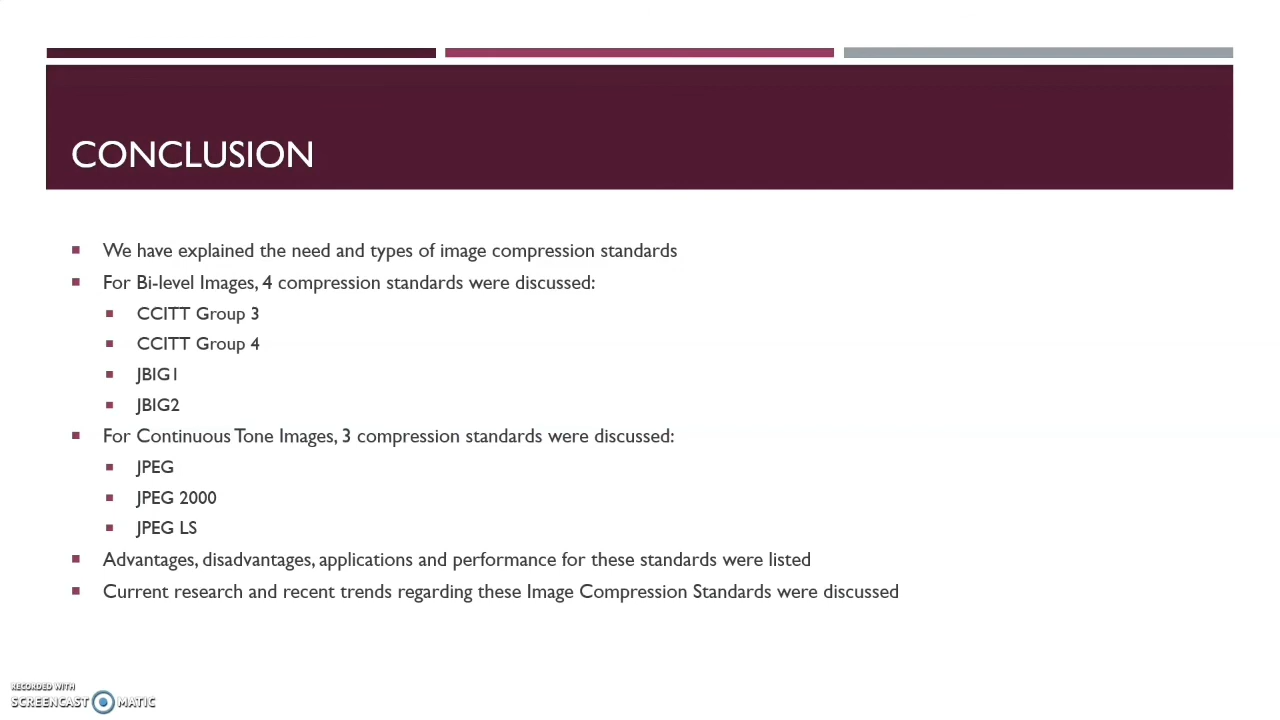 CONCLUSION
We have explained the need and types of image compression standards
For Bi-level Images, 4 compression standards were discussed:
CCITT Group 3
CCITT Group 4
JBIG1
JBIG2
For Continuous Tone Images, 3 compression standards were discussed:
JPEG
JPEG 2000
JPEG LS
Advantages, disadvantages, applications and performance for these standards were listed
Current research and recent trends regarding these Image Compression Standards were discussed
RECORDED WITH
SCREENCAST MATIC